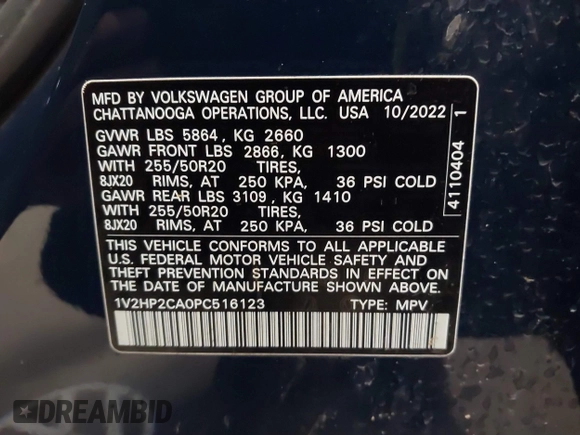 MFD BY VOLKSWAGEN GROUP OF AMERICA
CHATTANOOGA OPERATIONS, LLC. USA 10/2022
GVWR LBS 5864, KG 2660
GAWR FRONT LBS 2866, KG 1300
WITH 255/50R20 TIRES,
8JX20 RIMS, AT 250 KPA, 36 PSI COLD
GAWR REAR LBS 3109, KG 1410
WITH 255/50R20 TIRES,
8JX20 RIMS, AT 250 KPA, 36 PSI COLD
THIS VEHICLE CONFORMS TO ALL APPLICABLE
U.S. FEDERAL MOTOR VEHICLE SAFETY AND
THEFT PREVENTION STANDARDS IN EFFECT ON
THE DATE OF MANUFACTURE SHOWN ABOVE.
1V2HP2CA0PC516123 TYPE: MPV
4110404 1
DREAMBID